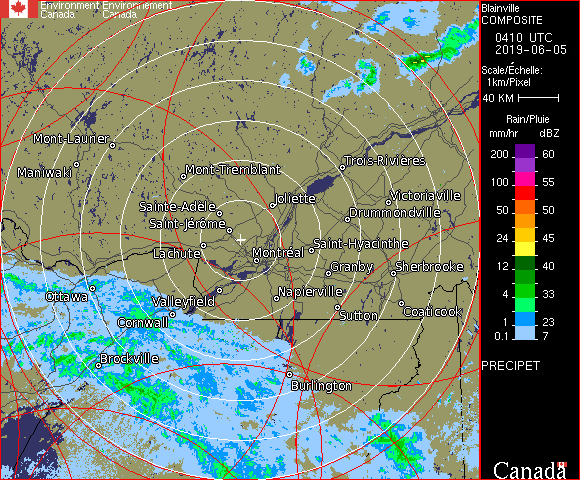 Environment Environnement
Canada Canada
Blainville
COMPOSITE
0410 UTC
2019-06-05
Scale/Échelle:
1km/Pixel
40 KM
Rain/Pluie
mm/hr dBZ
200 60
100 55
50 50
24 45
12 40
4 33
1 23
0.1 7
PRECIPET
Canada
Mont-Laurier
Maniwaki
Mont-Tremblant
Trois-Rivières
Joliette
Victoriaville
Sainte-Adèle
Drummondville
Saint-Jérôme
Saint-Hyacinthe
Lachute
Montréal
Granby
Sherbrooke
Ottawa
Valleyfield
Napierville
Cornwall
Sutton
Coaticook
Brockville
Burlington